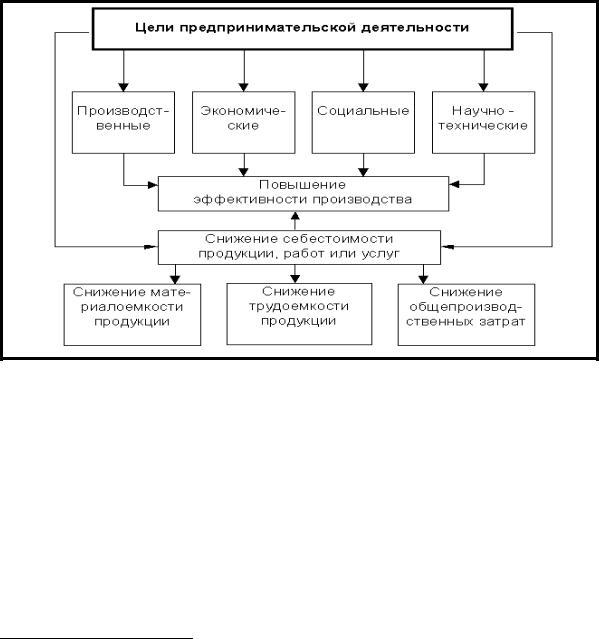 Цели предпринимательской деятельности
Производст-
венные
Экономиче-
ские
Социальные
Научно -
технические
Повышение
эффективности производства
Снижение себестоимости
продукции, работ или услуг
Снижение мате-
риалоемкости
продукции
Снижение
трудоемкости
продукции
Снижение
общепроизвод-
ственных затрат